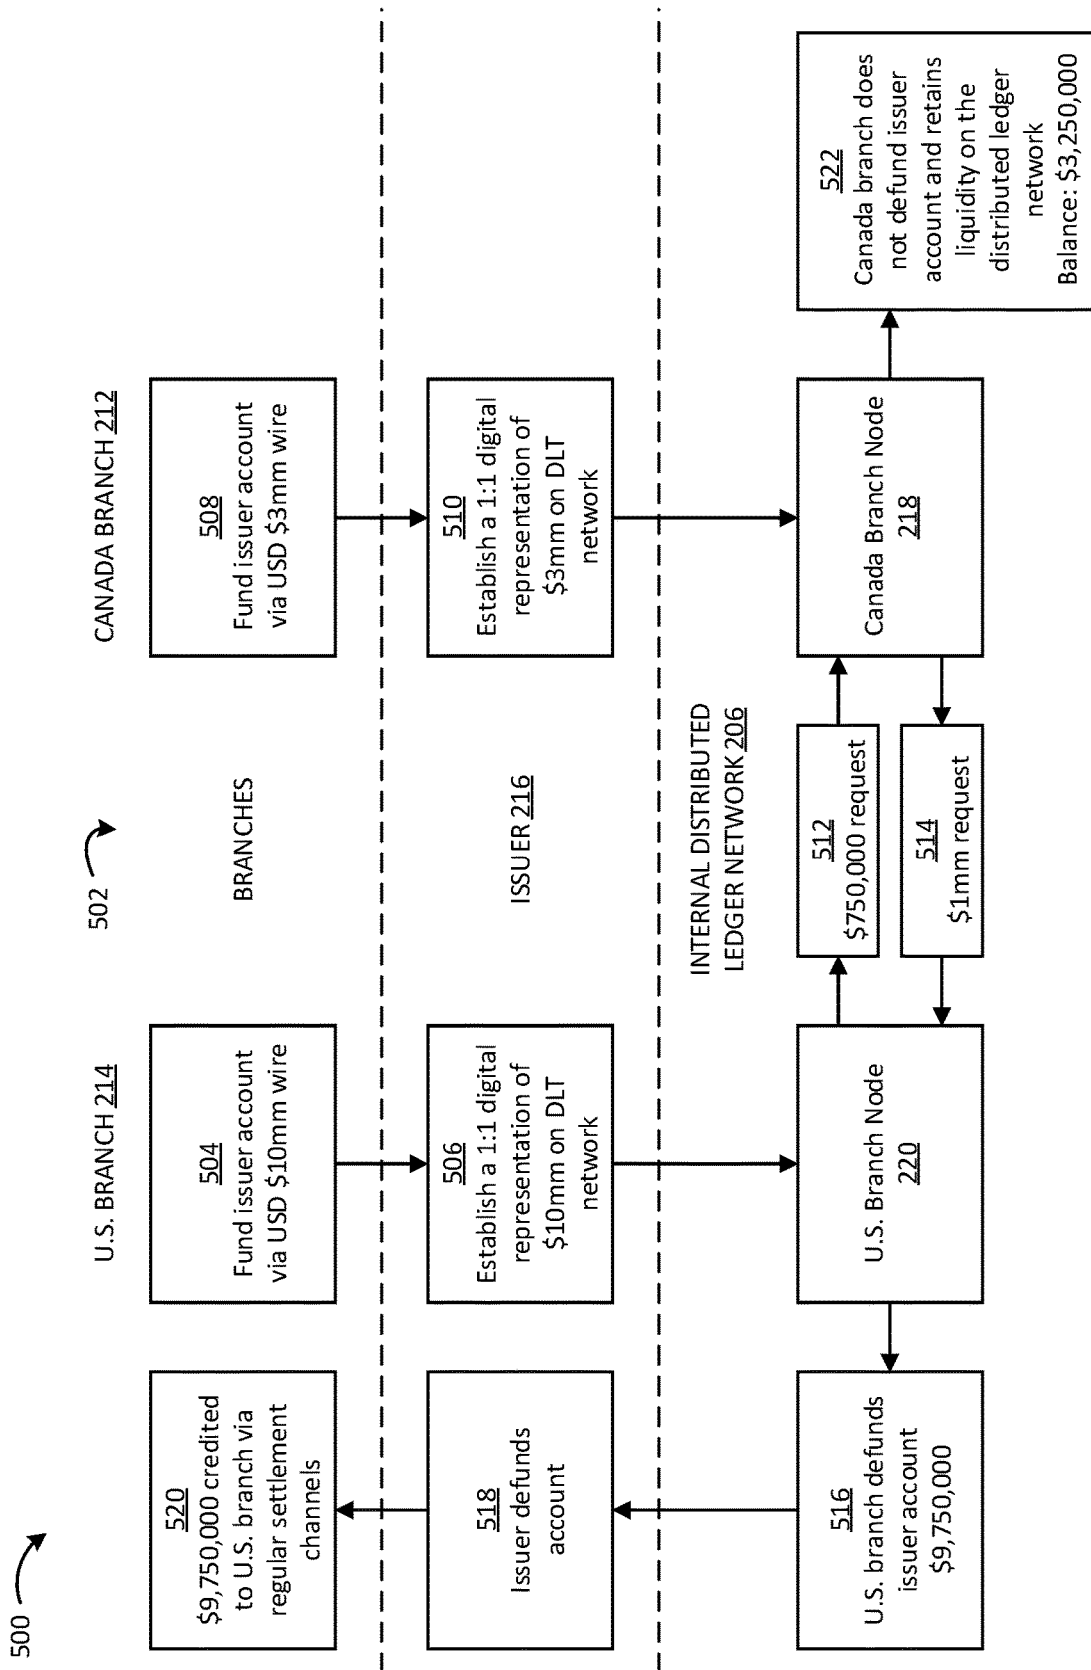 500
502
U.S. BRANCH 214
CANADA BRANCH 212
520
$9,750,000 credited
to U.S. branch via
regular settlement
channels
504
Fund issuer account
via USD $10mm wire
BRANCHES
508
Fund issuer account
via USD $3mm wire
518
Issuer defunds
account
506
Establish a 1:1 digital
representation of
$10mm on DLT
network
ISSUER 216
510
Establish a 1:1 digital
representation of
$3mm on DLT
network
INTERNAL DISTRIBUTED
LEDGER NETWORK 206
516
U.S. branch defunds
issuer account
$9,750,000
U.S. Branch Node
220
512
$750,000 request
514
$1mm request
Canada Branch Node
218
522
Canada branch does
not defund issuer
account and retains
liquidity on the
distributed ledger
network
Balance: $3,250,000